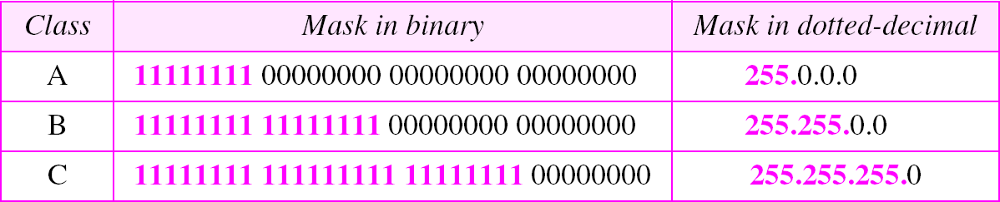 Class Mask in binary Mask in dotted-decimal
A 11111111 00000000 00000000 00000000 255.0.0.0
B 11111111 11111111 00000000 00000000 255.255.0.0
C 11111111 111111111 11111111 00000000 255.255.255.0